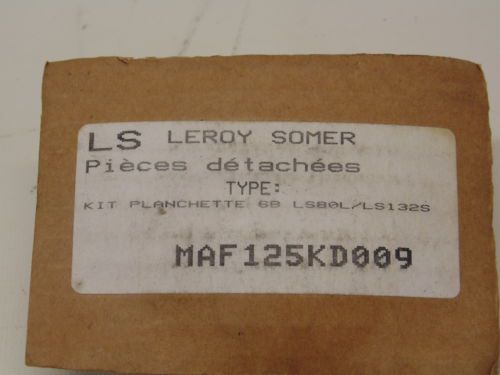 LS LEROY SOMER
Pièces détachées
TYPE:
KIT PLANCHETTE 6B LS80L/LS132S
MAF125KD009